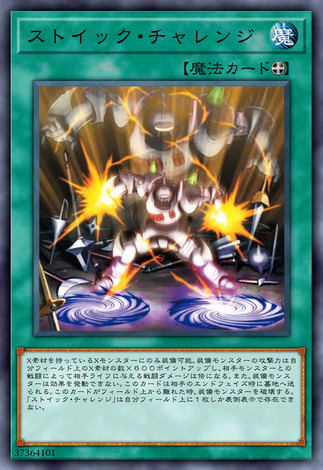 ストイック・チャレンジ
魔
【魔法カード】
X素材を持っているXモンスターにのみ装備可能。装備モンスターの攻撃力は自
分フィールド上のX素材の数×600ポイントアップし、相手モンスターとの
戦闘によって相手ライフに与える戦闘ダメージは倍になる。また、装備モンス
ターは効果を発動できない。このカードは相手のエンドフェイズ時に墓地へ送
られる。このカードがフィールド上から離れた時、装備モンスターを破壊する。
「ストイック・チャレンジ」は自分フィールド上に1枚しか表側表示で存在でき
ない。
37364101